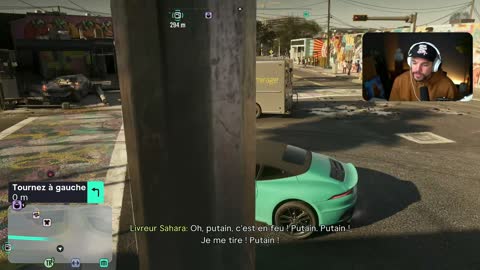 294 m
Tournez à gauche
0 m
Livreur Sahara: Oh, putain, c'est en feu ! Putain. Putain !
Je me tire ! Putain !